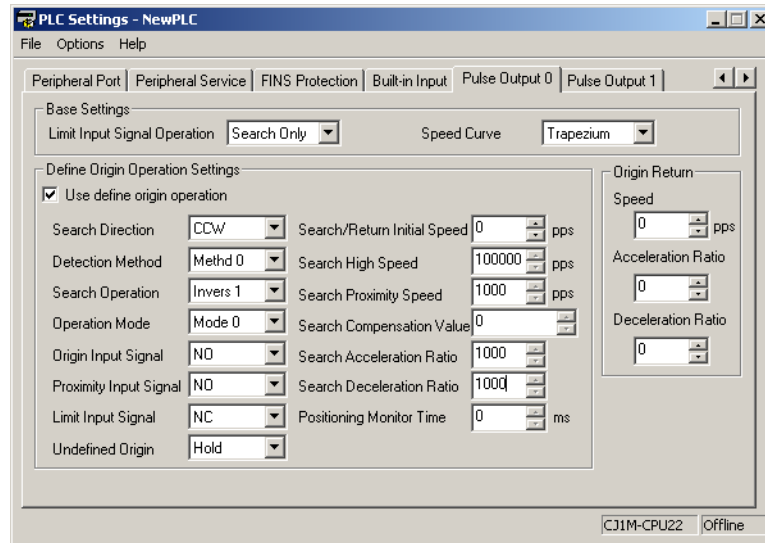 PLC Settings - NewPLC
File Options Help
Peripheral Port Peripheral Service FINS Protection Built-in Input Pulse Output 0 Pulse Output 1
Base Settings
Limit Input Signal Operation Search Only Speed Curve Trapezium
Define Origin Operation Settings
Use define origin operation
Search Direction CCW Search/Return Initial Speed 0 pps
Detection Method Methd 0 Search High Speed 100000 pps
Search Operation Invers 1 Search Proximity Speed 1000 pps
Operation Mode Mode 0 Search Compensation Value 0
Origin Input Signal NO Search Acceleration Ratio 1000
Proximity Input Signal NO Search Deceleration Ratio 1000
Limit Input Signal NC Positioning Monitor Time 0 ms
Undefined Origin Hold
Origin Return
Speed
0 pps
Acceleration Ratio
0
Deceleration Ratio
0
CJ1M-CPU22 Offline